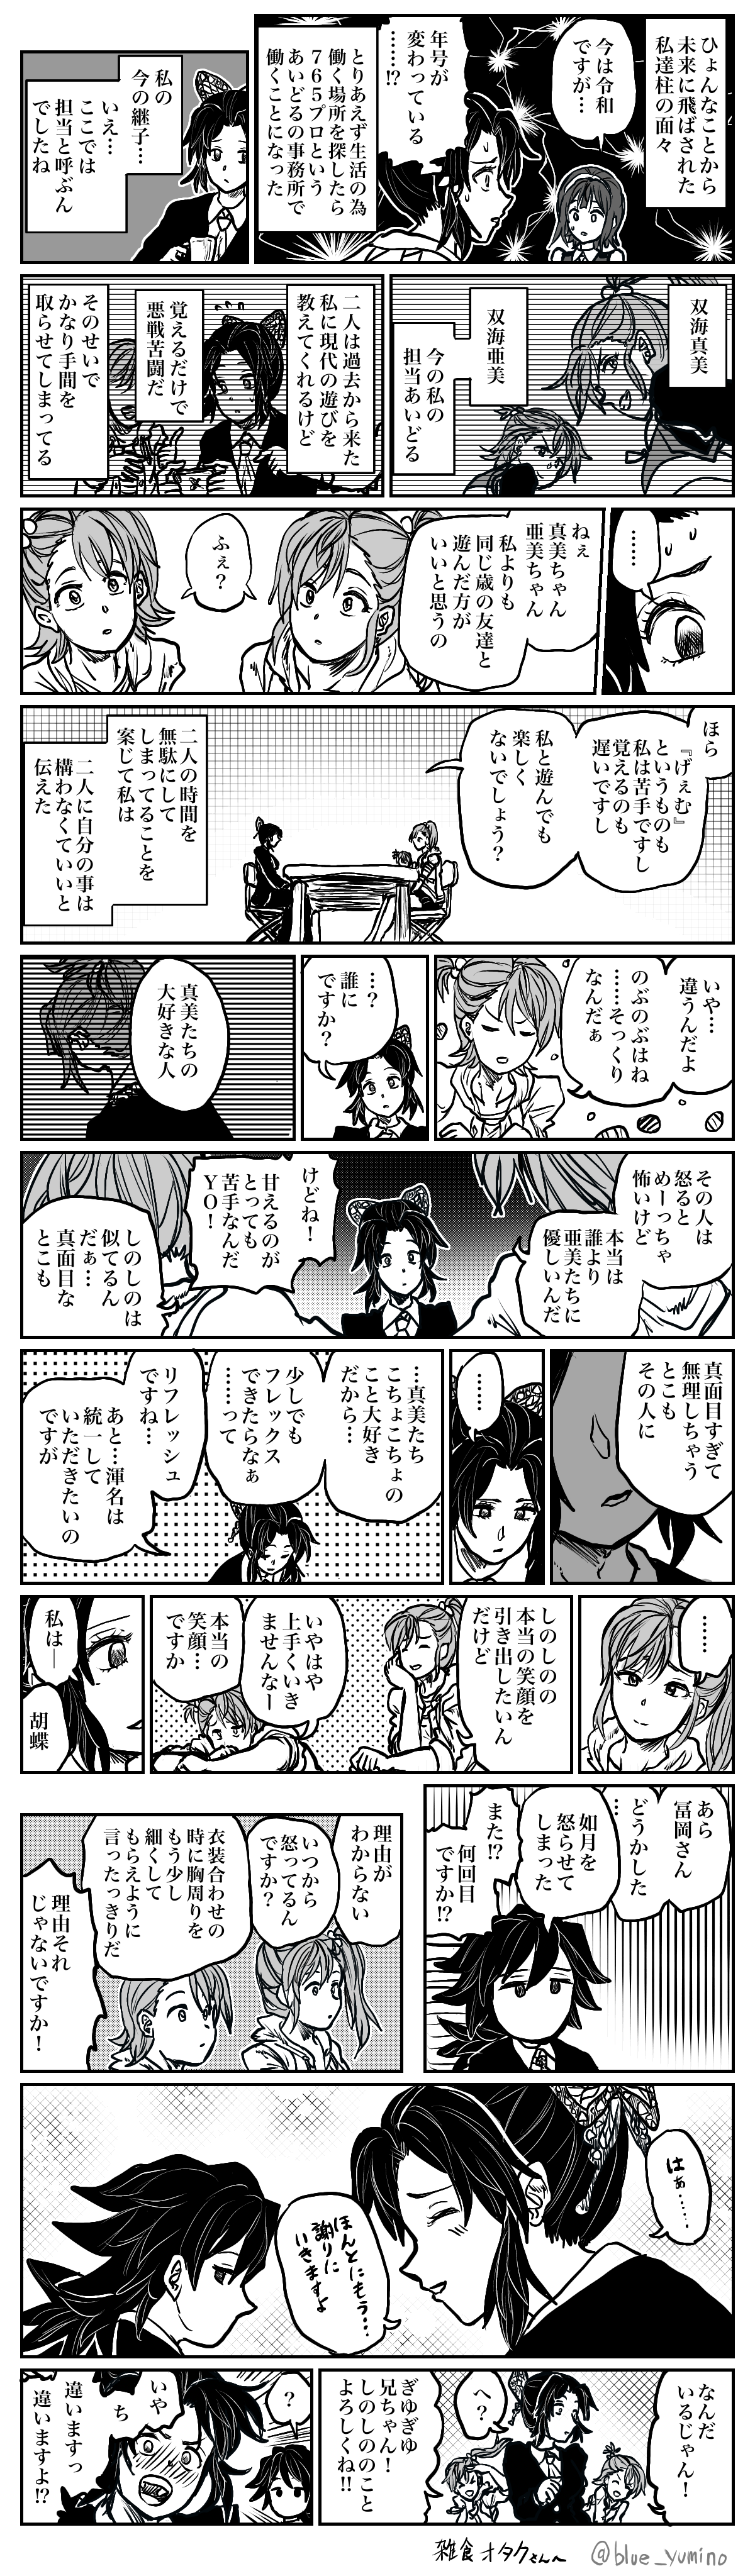 ひょんなことから
未来に飛ばされた
私達柱の面々
今は令和
ですが…
年号が
変わっている
……!?
とりあえず生活の為
働く場所を探したら
７６５プロという
あいどるの事務所で
働くことになった
私の
今の継子…
いえ…
ここでは
担当と呼ぶん
でしたね
双海真美
双海亜美
今の私の
担当あいどる
二人は過去から来た
私に現代の遊びを
教えてくれるけど
覚えるだけで
悪戦苦闘だ
そのせいで
かなり手間を
取らせてしまってる
……
ねぇ
真美ちゃん
亜美ちゃん
私よりも
同じ歳の友達と
遊んだ方が
いいと思うの
ふぇ？
ほら
『げぇむ』
というものも
私は苦手ですし
覚えるのも
遅いですし
私と遊んでも
楽しく
ないでしょう？
二人の時間を
無駄にして
しまってることを
案じて私は
二人に自分の事は
構わなくていいと
伝えた
いや…
違うんだよ
のぶのぶはね
……そっくり
なんだぁ
…？
誰に
ですか？
真美たちの
大好きな人
その人は
怒ると
めーっちゃ
怖いけど
本当は
誰より
亜美たちに
優しいんだ
けどね！
甘えるのが
とっても
苦手なんだ
ＹＯ！
しのしのは
似てるん
だぁ…
真面目な
とこも
真面目すぎて
無理しちゃう
とこも
その人に
……
…真美たち
こちょこちょの
こと大好き
だから…
少しでも
フレックス
できたらなぁ
……って
リフレッシュ
ですね…
あと…渾名は
統一して
いただきたいの
ですが
……
しのしのの
本当の笑顔を
引き出したいん
だけど
いやはや
上手くいき
ませんなー
本当の
笑顔…
ですか
私は―
胡蝶
あら
冨岡さん
どうかした
…
如月を
怒らせて
しまった
また!?
何回目
ですか!?
理由が
わからない
いつから
怒ってるん
ですか？
衣装合わせの
時に胸周りを
もう少し
細くして
もらえように
言ったっきりだ
理由それ
じゃないですか！
はぁ……
ほんとにもう…
謝りに
いきますよ
なんだ
いるじゃん！
へ？
ぎゆぎゆ
兄ちゃん！
しのしののこと
よろしくね!!
？
いや
ち
違いますっ
違いますよ!?
雑食オタクさんへ
@blue_yumino